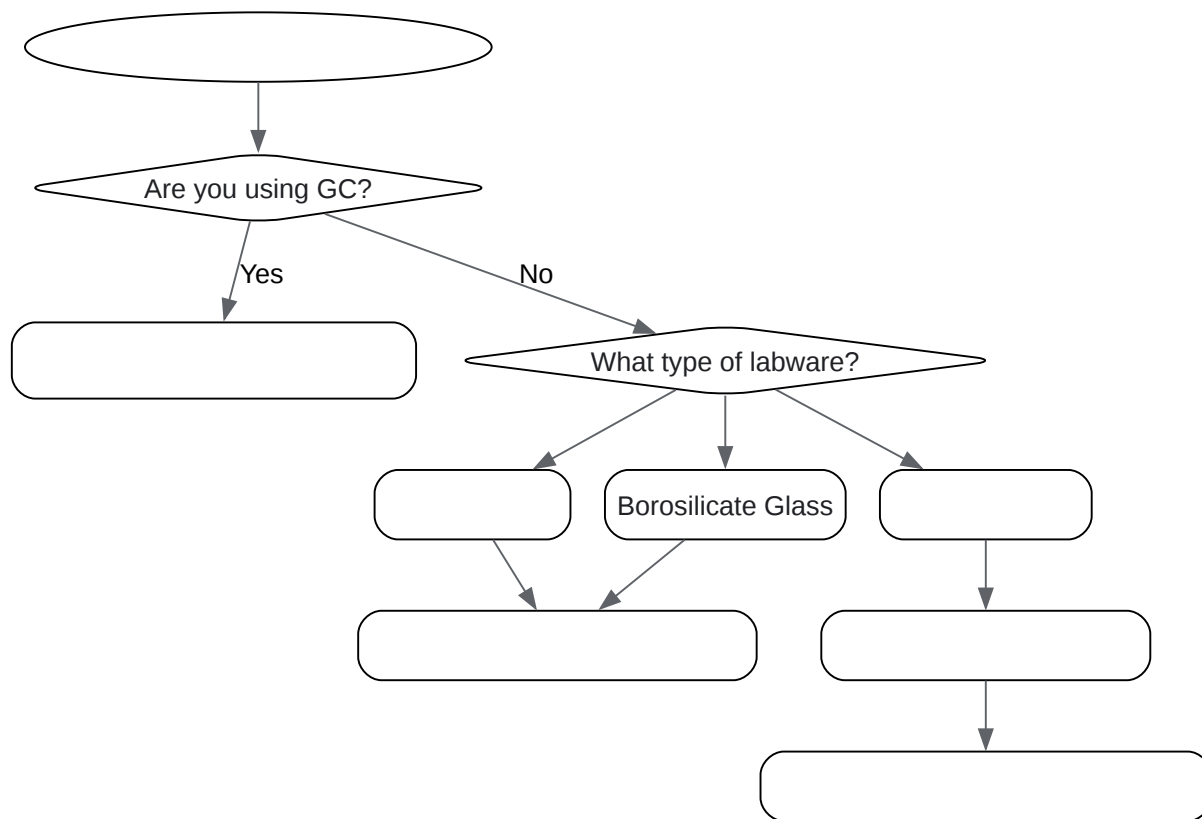 Are you using GC?
Yes
No
What type of labware?
Borosilicate Glass